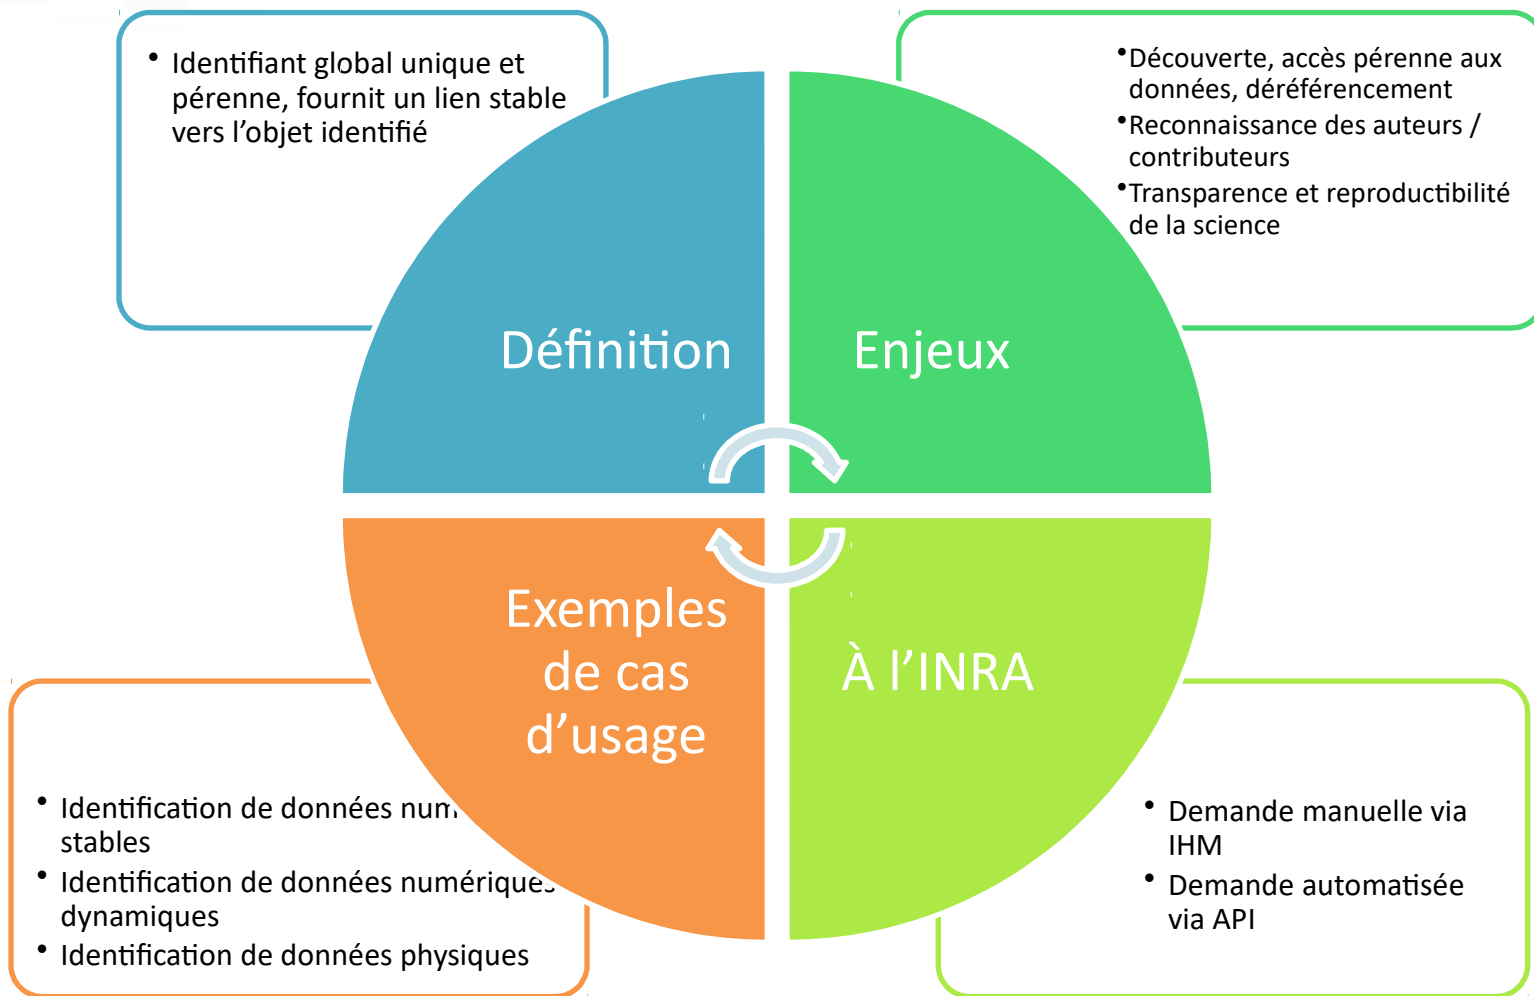 • Identifiant global unique et
pérenne, fournit un lien stable
vers l’objet identifié
•Découverte, accès pérenne aux
données, déréférencement
•Reconnaissance des auteurs /
contributeurs
•Transparence et reproductibilité
de la science
Définition
Enjeux
Exemples
de cas
d’usage
À l’INRA
• Identification de données num
stables
• Identification de données numériques
dynamiques
• Identification de données physiques
• Demande manuelle via
IHM
• Demande automatisée
via API